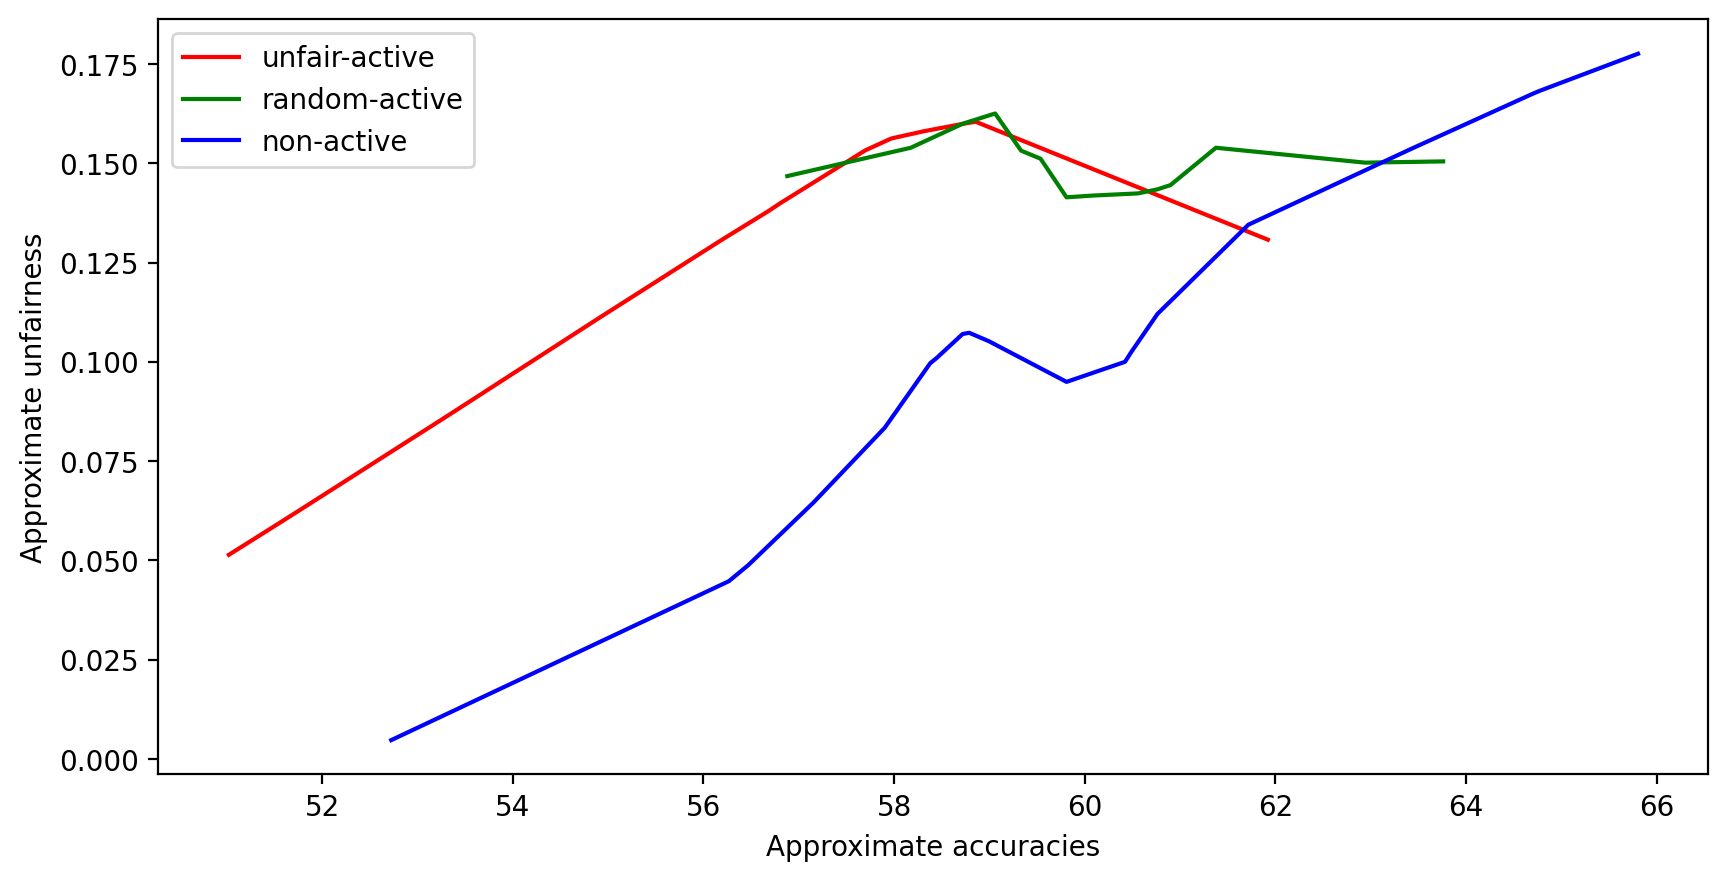 unfair-active
random-active
non-active
0.175
0.150
0.125
0.100
0.075
0.050
0.025
0.000
Approximate unfairness
52 54 56 58 60 62 64 66
Approximate accuracies